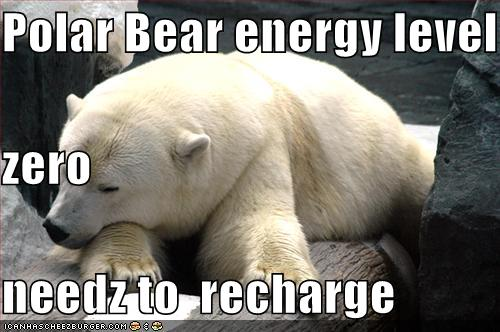 Polar Bear energy level
zero
needz to recharge
ICANHASCHEEZBURGER.COM